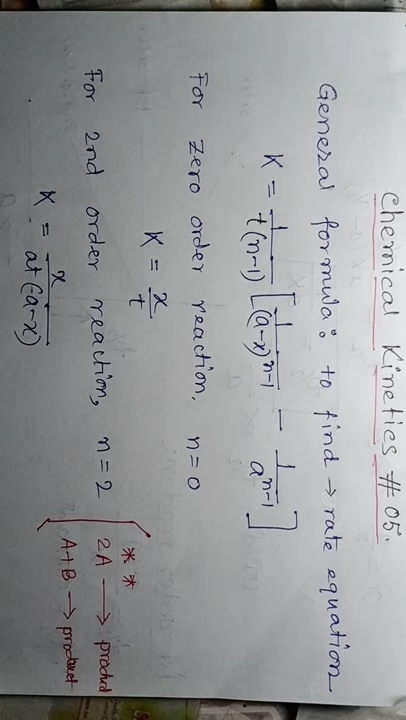 Chemical Kinetics # 05.
General formula: to find → rate equation
K = 1/t(n-1) [1/(a-x)^n-1 - 1/a^n-1]
For Zero order reaction, n=0
K = x/t
For 2nd order reaction, n=2
K = x/at(-a-x)
**
2A → product
A+B → product